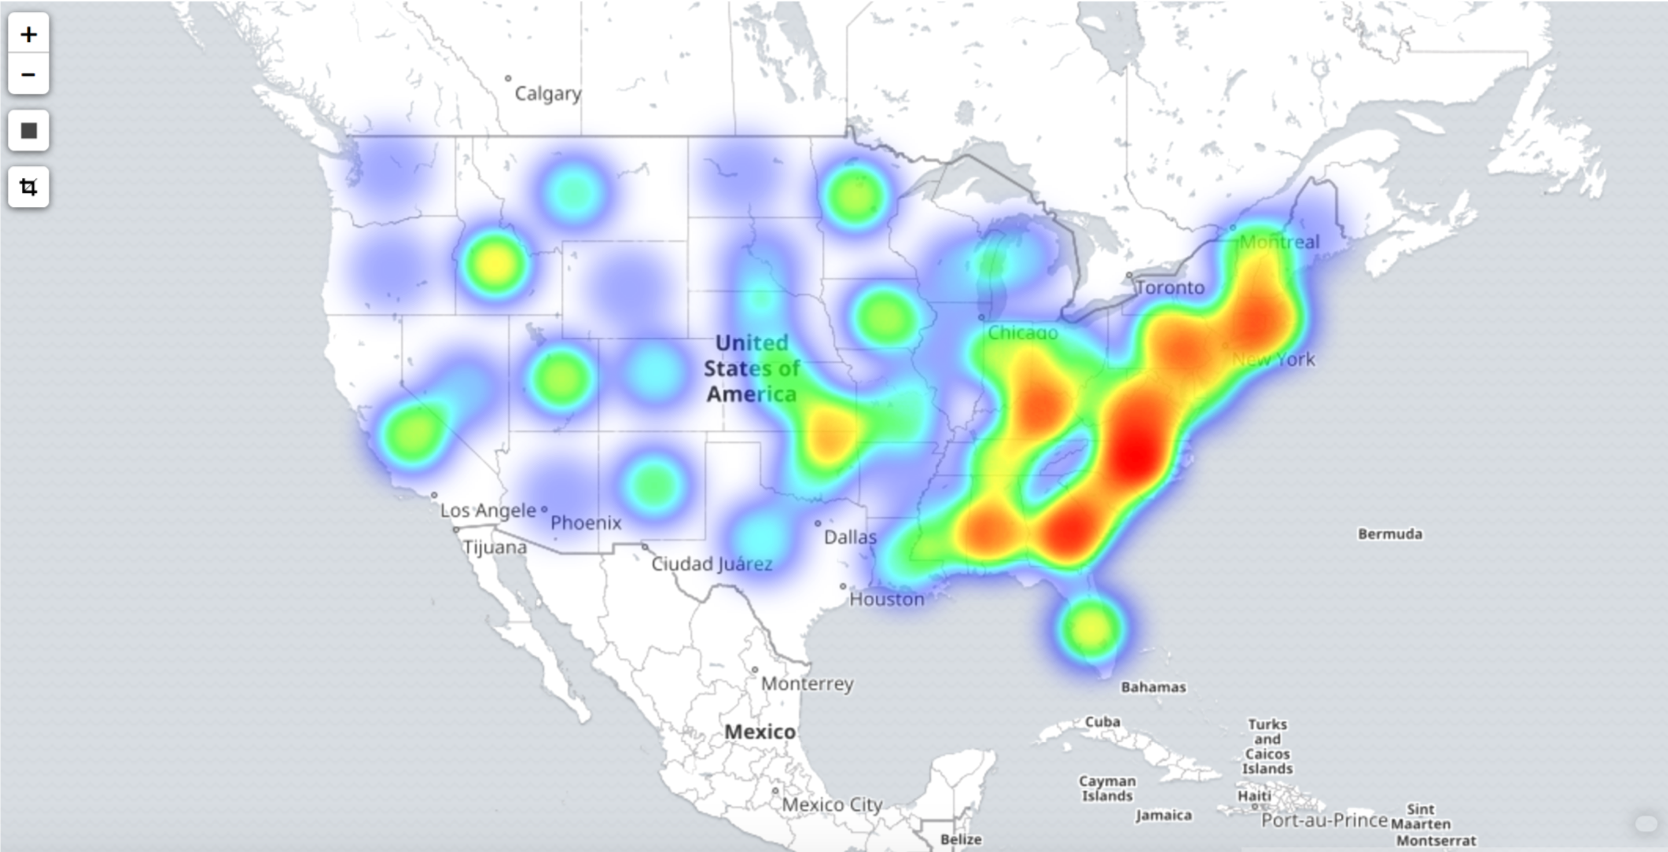 +
−
Calgary
Montreal
Toronto
Chicago
New York
United
States of
America
Los Angele
Phoenix
Tijuana
Dallas
Ciudad Juárez
Houston
Bermuda
Monterrey
Bahamas
Mexico
Cuba
Turks
and
Caicos
Islands
Cayman
Islands
Haiti
Mexico City
Jamaica
Port-au-Prince
Sint
Maarten
Montserrat
Belize